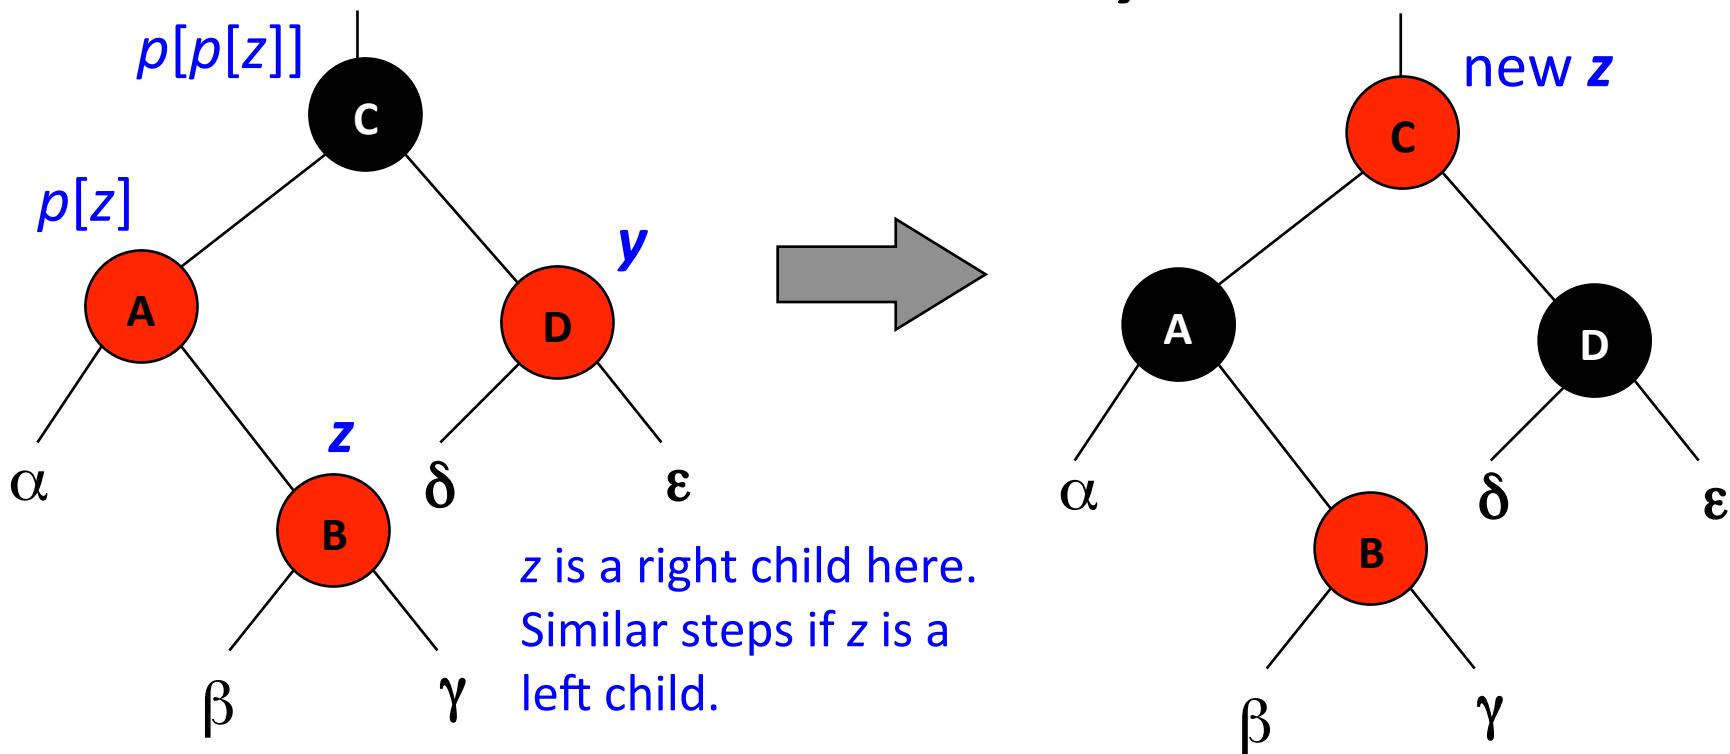 p[p[z]]
C
p[z]
A
y
D
z
B
α
δ
ε
β
γ
z is a right child here.
Similar steps if z is a
left child.
new z
C
A
D
α
δ
ε
B
β
γ